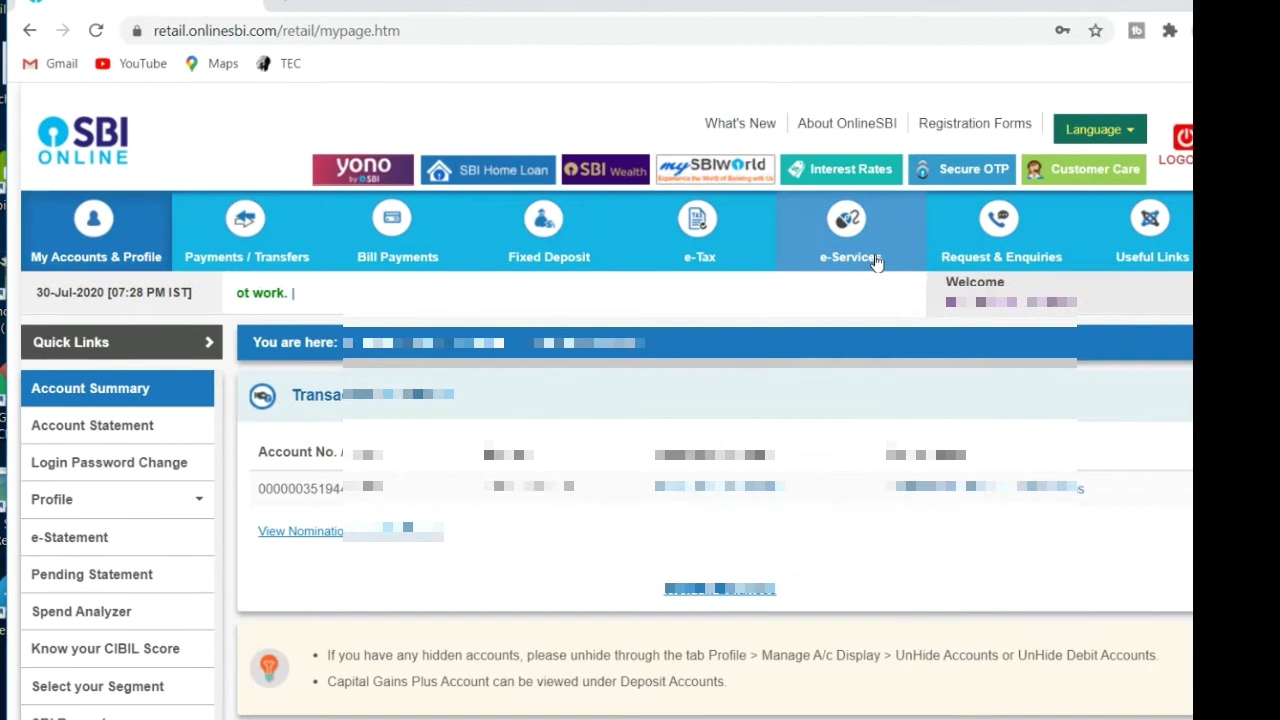 retail.onlinesbi.com/retail/mypage.htm
Gmail YouTube Maps TEC
SBI ONLINE
What's New About OnlineSBI Registration Forms Language
yono by SBI SBI Home Loan SBI Wealth my SBIWorld Experience the World of Banking with Us Interest Rates Secure OTP Customer Care
My Accounts & Profile Payments / Transfers Bill Payments Fixed Deposit e-Tax e-Services Request & Enquiries Useful Links
30-Jul-2020 [07:28 PM IST] ot work. |
Welcome
Quick Links
You are here:
Account Summary
Transa
Account Statement
Login Password Change
Account No. /
Profile
00000035194
e-Statement
View Nominatio
Pending Statement
Spend Analyzer
Know your CIBIL Score
Select your Segment
If you have any hidden accounts, please unhide through the tab Profile > Manage A/c Display > UnHide Accounts or UnHide Debit Accounts.
Capital Gains Plus Account can be viewed under Deposit Accounts.